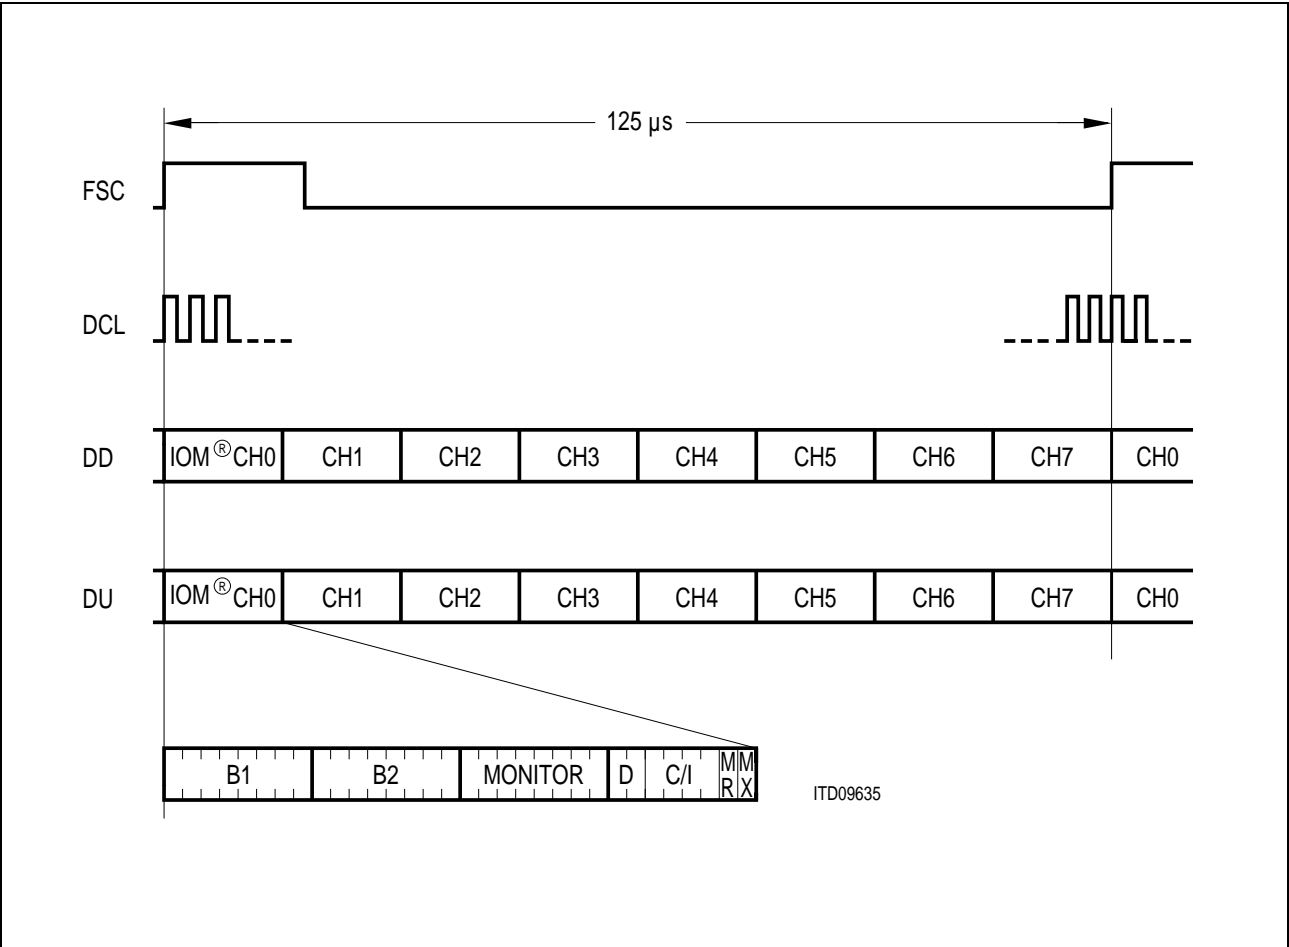 125 µs
FSC
DCL
DD IOM®CH0 CH1 CH2 CH3 CH4 CH5 CH6 CH7 CH0
DU IOM®CH0 CH1 CH2 CH3 CH4 CH5 CH6 CH7 CH0
B1 B2 MONITOR D C/I MR MX
ITD09635